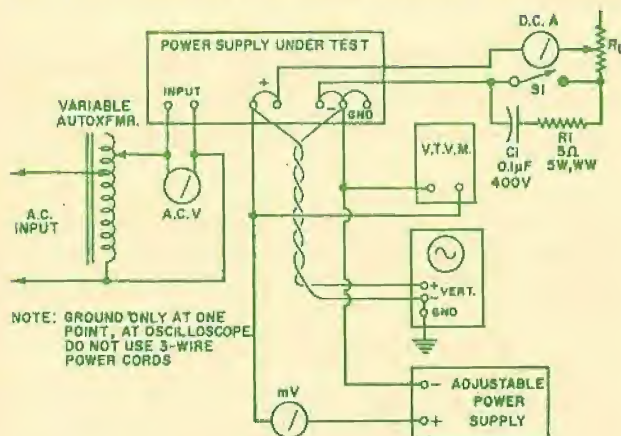 D.C. A
POWER SUPPLY UNDER TEST
INPUT
+
-
GND
S1
VARIABLE
AUTOXFMR.
A.C. V
A.C.
INPUT
V.T.V.M.
C1
0.1µF
400V
R1
5Ω
5W,WW
+
~
VERT.
GND
NOTE: GROUND ONLY AT ONE
POINT, AT OSCILLOSCOPE
DO NOT USE 3-WIRE
POWER CORDS
mV
-
+
ADJUSTABLE
POWER
SUPPLY